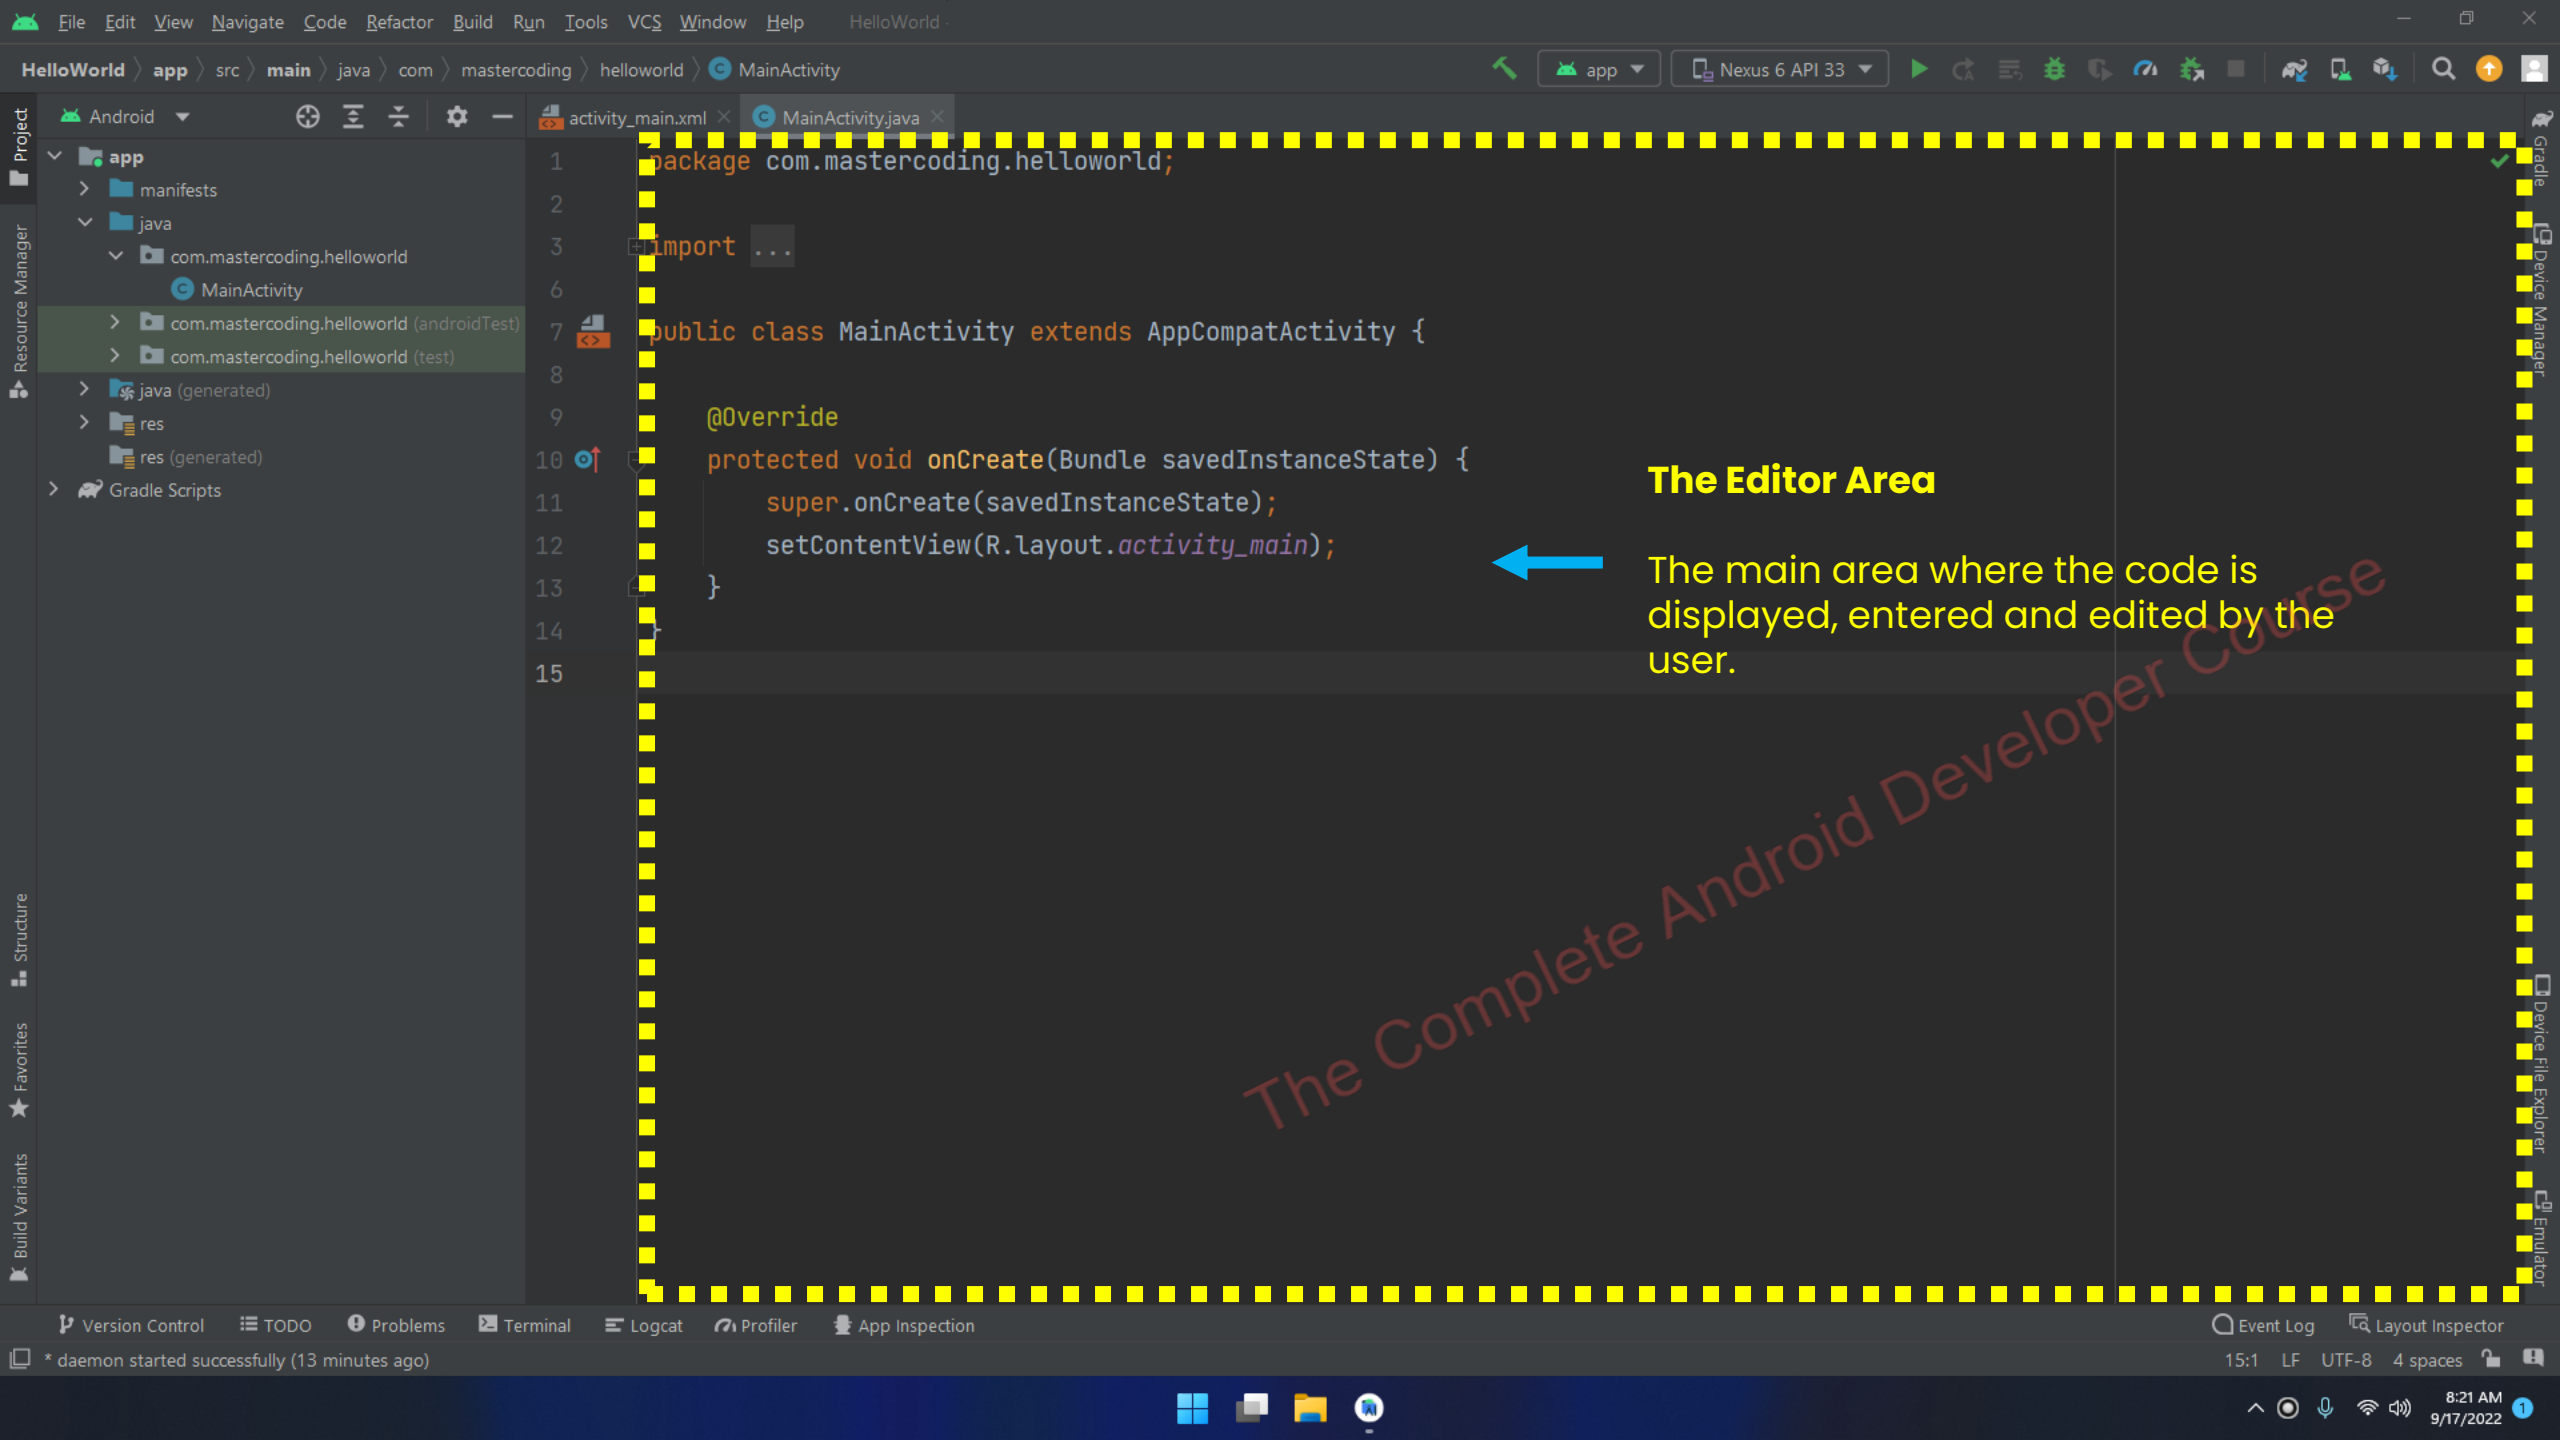 File Edit View Navigate Code Refactor Build Run Tools VCS Window Help HelloWorld -
HelloWorld app src main java com mastercoding helloworld MainActivity
app Nexus 6 API 33
Android
activity_main.xml MainActivity.java
Project
Resource Manager
Structure
Favorites
Build Variants
app
manifests
java
com.mastercoding.helloworld
MainActivity
com.mastercoding.helloworld (androidTest)
com.mastercoding.helloworld (test)
java (generated)
res
res (generated)
Gradle Scripts
1 package com.mastercoding.helloworld;
2
3 import ...
6
7 public class MainActivity extends AppCompatActivity {
8
9 @Override
10 protected void onCreate(Bundle savedInstanceState) {
11 super.onCreate(savedInstanceState);
12 setContentView(R.layout.activity_main);
13 }
14 }
15
The Editor Area
The main area where the code is
displayed, entered and edited by the
user.
The Complete Android Developer Course
Gradle
Device Manager
Device File Explorer
Emulator
Version Control TODO Problems Terminal Logcat Profiler App Inspection Event Log Layout Inspector
* daemon started successfully (13 minutes ago) 15:1 LF UTF-8 4 spaces
8:21 AM
9/17/2022 1